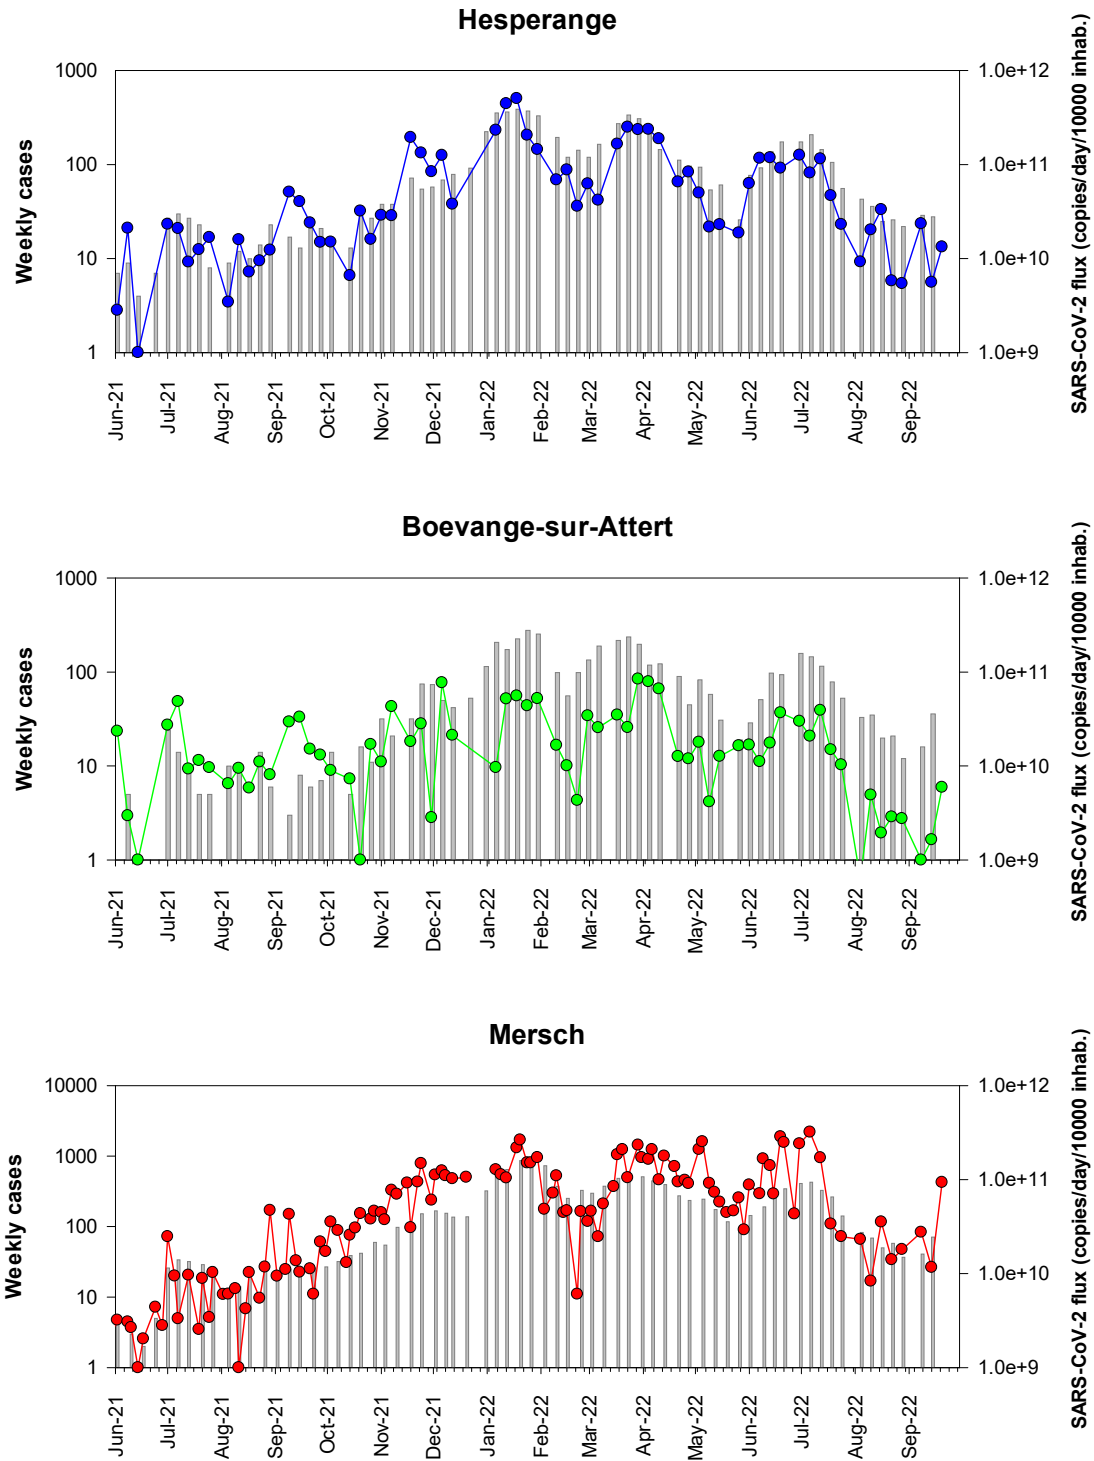 Hesperange
Weekly cases
1000
100
10
1
1.0e+12
1.0e+11
1.0e+10
1.0e+9
SARS-CoV-2 flux (copies/day/10000 inhab.)
Jun-21
Jul-21
Aug-21
Sep-21
Oct-21
Nov-21
Dec-21
Jan-22
Feb-22
Mar-22
Apr-22
May-22
Jun-22
Jul-22
Aug-22
Sep-22
Boevange-sur-Attert
Weekly cases
1000
100
10
1
1.0e+12
1.0e+11
1.0e+10
1.0e+9
SARS-CoV-2 flux (copies/day/10000 inhab.)
Jun-21
Jul-21
Aug-21
Sep-21
Oct-21
Nov-21
Dec-21
Jan-22
Feb-22
Mar-22
Apr-22
May-22
Jun-22
Jul-22
Aug-22
Sep-22
Mersch
Weekly cases
10000
1000
100
10
1
1.0e+12
1.0e+11
1.0e+10
1.0e+9
SARS-CoV-2 flux (copies/day/10000 inhab.)
Jun-21
Jul-21
Aug-21
Sep-21
Oct-21
Nov-21
Dec-21
Jan-22
Feb-22
Mar-22
Apr-22
May-22
Jun-22
Jul-22
Aug-22
Sep-22